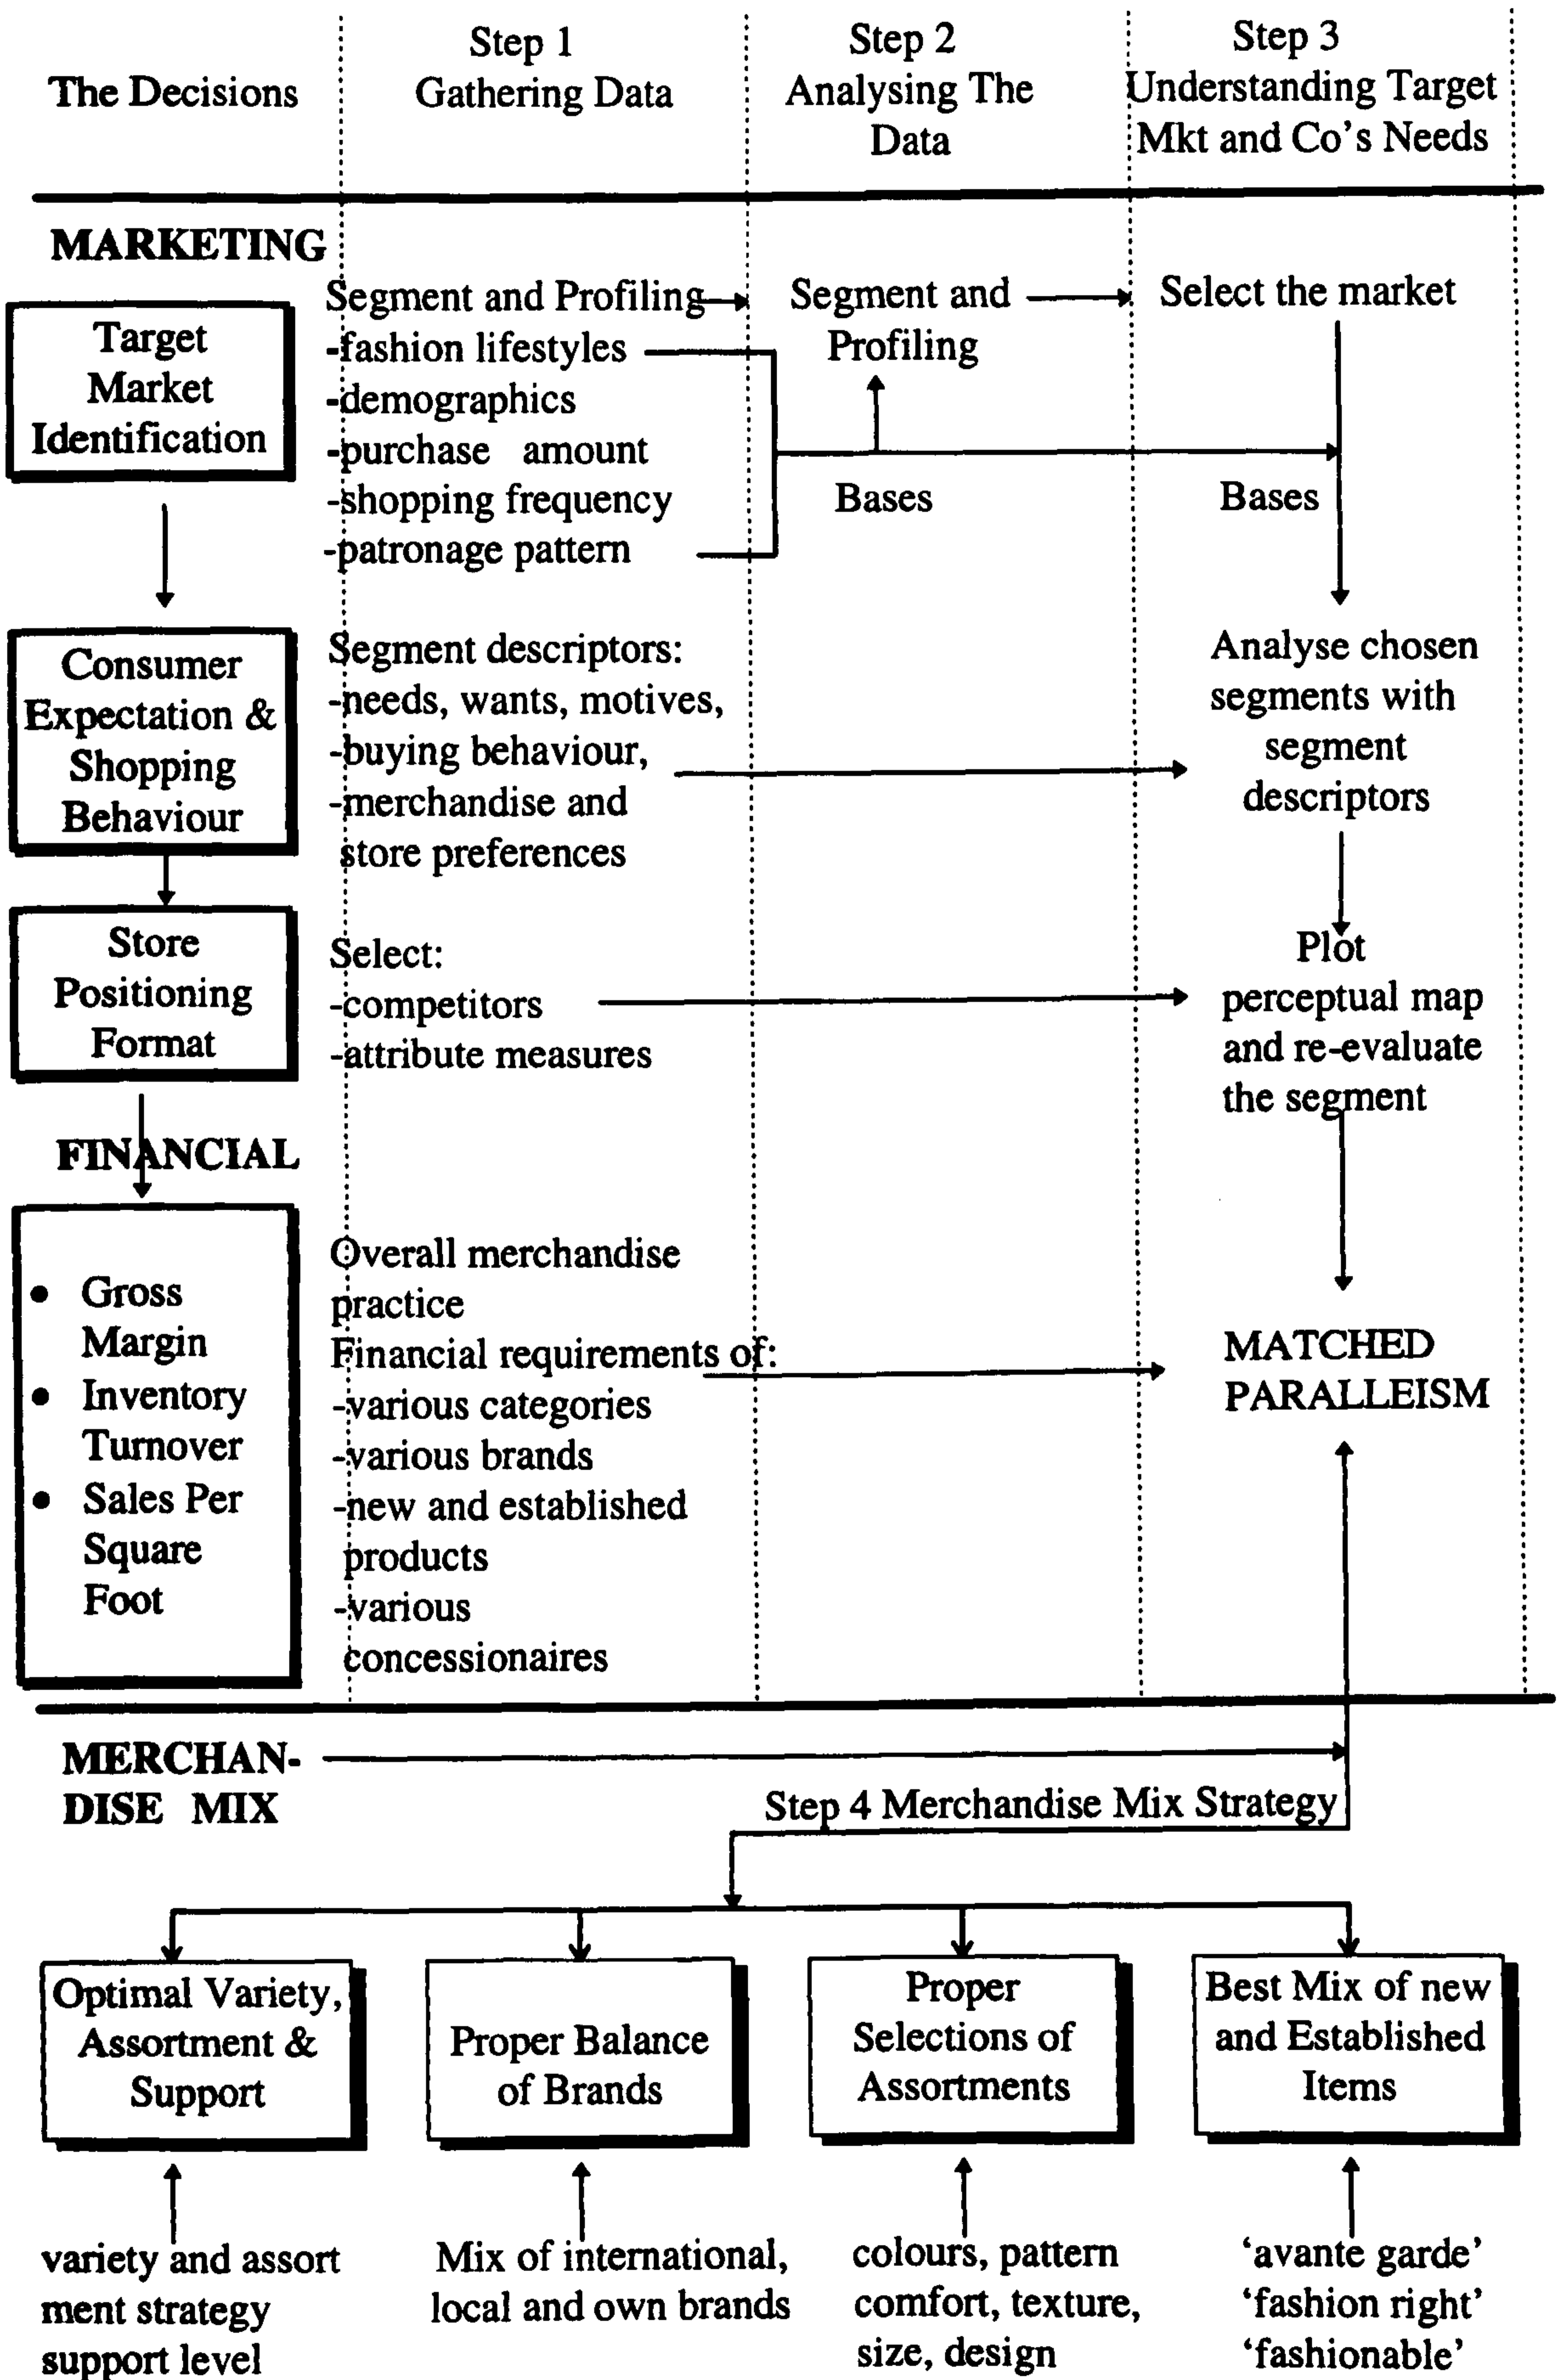 The Decisions
Step 1
Gathering Data
Step 2
Analysing The
Data
Step 3
Understanding Target
Mkt and Co's Needs
MARKETING
Target
Market
Identification
Segment and Profiling
-fashion lifestyles
-demographics
-purchase amount
-shopping frequency
-patronage pattern
Segment and
Profiling
Bases
Select the market
Bases
Consumer
Expectation &
Shopping
Behaviour
Segment descriptors:
-needs, wants, motives,
-buying behaviour,
-merchandise and
store preferences
Analyse chosen
segments with
segment
descriptors
Store
Positioning
Format
Select:
-competitors
-attribute measures
Plot
perceptual map
and re-evaluate
the segment
FINANCIAL
• Gross
Margin
• Inventory
Turnover
• Sales Per
Square
Foot
Overall merchandise
practice
Financial requirements of:
-various categories
-various brands
-new and established
products
-various
concessionaires
MATCHED
PARALLEISM
MERCHAN-
DISE MIX
Step 4 Merchandise Mix Strategy
Optimal Variety,
Assortment &
Support
Proper Balance
of Brands
Proper
Selections of
Assortments
Best Mix of new
and Established
Items
variety and assort
ment strategy
support level
Mix of international,
local and own brands
colours, pattern
comfort, texture,
size, design
‘avante garde’
‘fashion right’
‘fashionable’